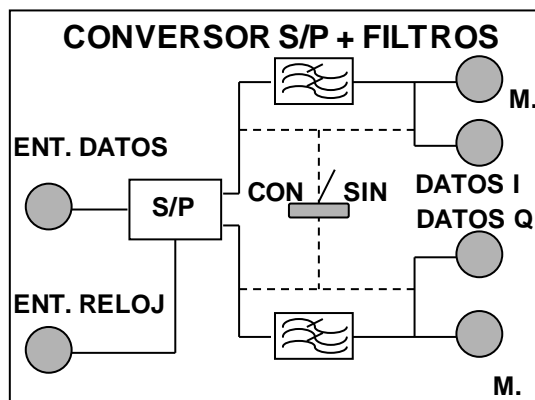 CONVERSOR S/P + FILTROS
M.
ENT. DATOS
CON SIN
DATOS I
S/P
DATOS Q
ENT. RELOJ
M.